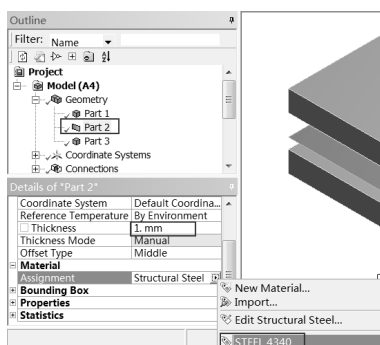 Outline
Filter: Name
Project
Model (A4)
Geometry
Part 1
Part 2
Part 3
Coordinate Systems
Connections
Details of "Part 2"
Coordinate System Default Coordina...
Reference Temperature By Environment
Thickness 1. mm
Thickness Mode Manual
Offset Type Middle
Material
Assignment Structural Steel
Bounding Box
Properties
Statistics
New Material...
Import...
Edit Structural Steel...
STEEL 4340